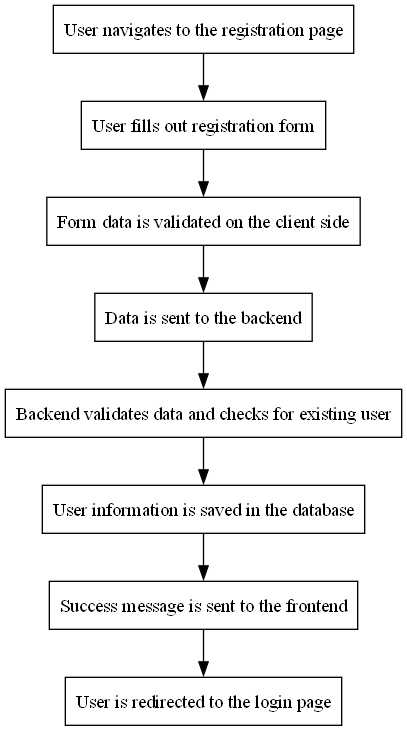 User navigates to the registration page
User fills out registration form
Form data is validated on the client side
Data is sent to the backend
Backend validates data and checks for existing user
User information is saved in the database
Success message is sent to the frontend
User is redirected to the login page